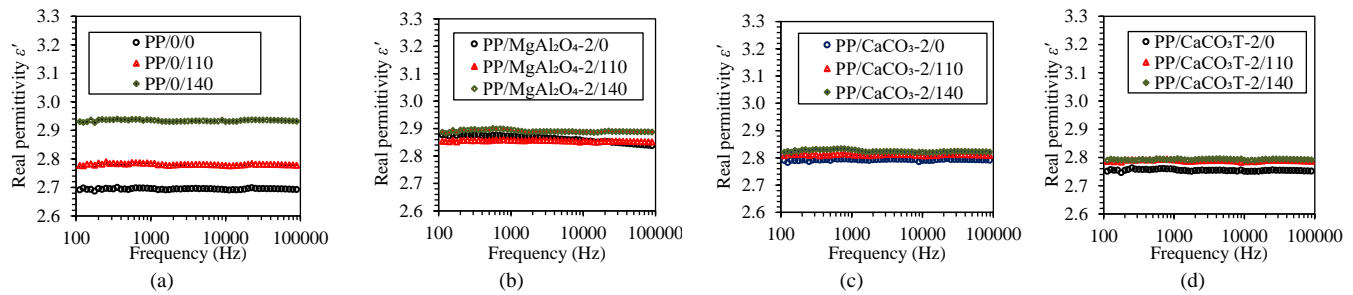 Real permittivity ε′
3.3
3.2
3.1
3.0
2.9
2.8
2.7
2.6
PP/0/0
PP/0/110
PP/0/140
100 1000 10000 100000
Frequency (Hz)
(a)
Real permittivity ε′
3.3
3.2
3.1
3.0
2.9
2.8
2.7
2.6
PP/MgAl₂O₄-2/0
PP/MgAl₂O₄-2/110
PP/MgAl₂O₄-2/140
100 1000 10000 100000
Frequency (Hz)
(b)
Real permittivity ε′
3.3
3.2
3.1
3.0
2.9
2.8
2.7
2.6
PP/CaCO₃-2/0
PP/CaCO₃-2/110
PP/CaCO₃-2/140
100 1000 10000 100000
Frequency (Hz)
(c)
Real permittivity ε′
3.3
3.2
3.1
3.0
2.9
2.8
2.7
2.6
PP/CaCO₃T-2/0
PP/CaCO₃T-2/110
PP/CaCO₃T-2/140
100 1000 10000 100000
Frequency (Hz)
(d)